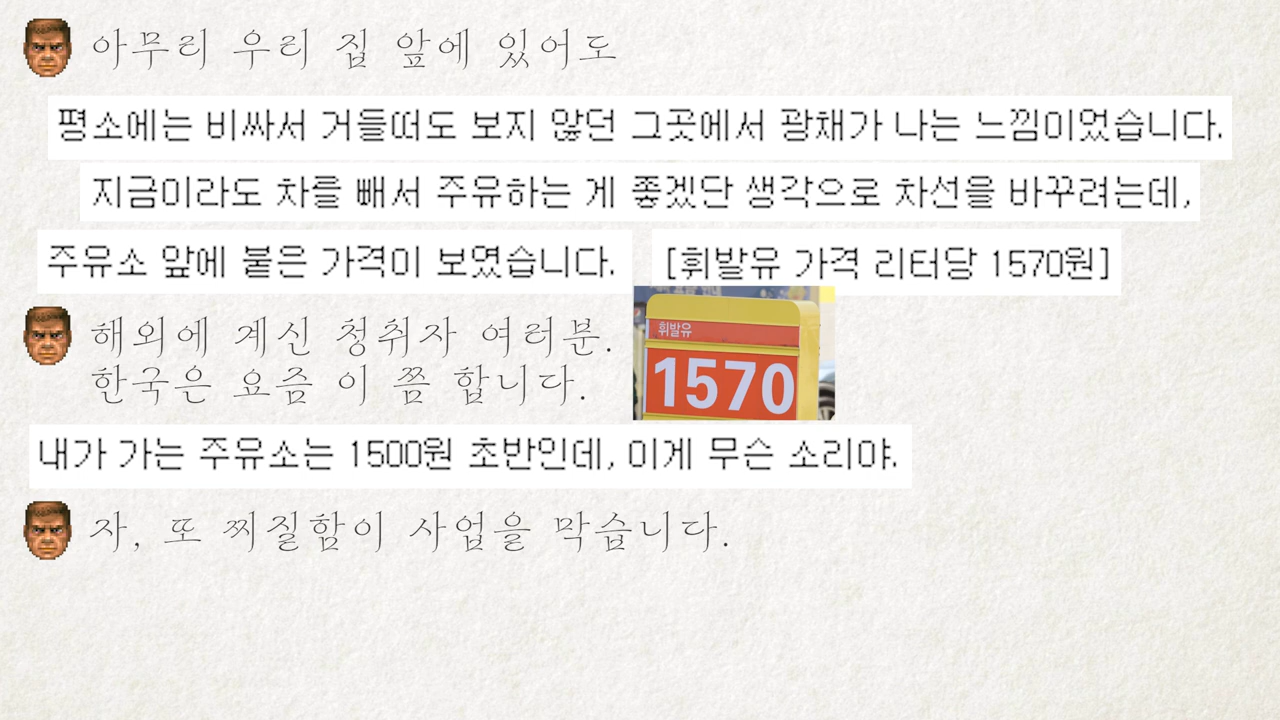 아무리 우리 집 앞에 있어도
평소에는 비싸서 거들떠도 보지 않던 그곳에서 광채가 나는 느낌이었습니다.
지금이라도 차를 빼서 주유하는 게 좋겠단 생각으로 차선을 바꾸려는데,
주유소 앞에 붙은 가격이 보였습니다. [휘발유 가격 리터당 1570원]
휘발유
1570
해외에 계신 청취자 여러분.
한국은 요즘 이 쯤 합니다.
내가 가는 주유소는 1500원 초반인데, 이게 무슨 소리야.
자, 또 찌질함이 사업을 막습니다.